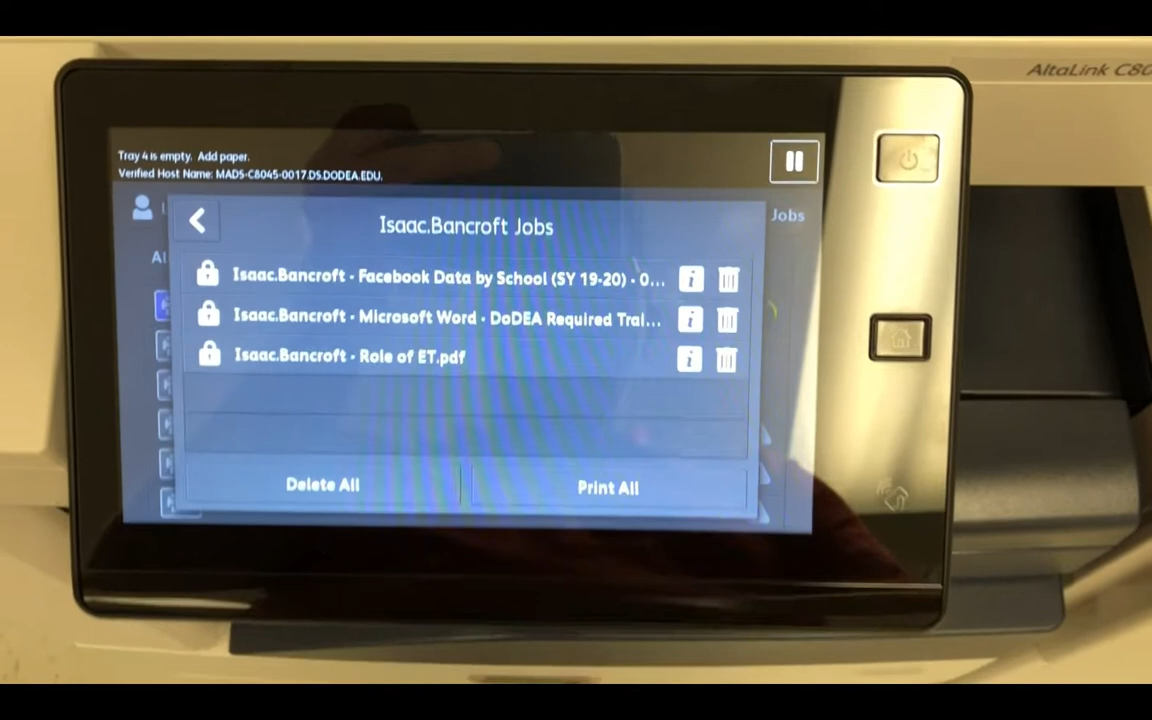 AltaLink C80
Tray 4 is empty. Add paper.
Verified Host Name: MADS-C8045-0017.DS.DODEA.EDU.
Jobs
Isaac.Bancroft Jobs
Al
Isaac.Bancroft - Facebook Data by School (SY 19-20) - 0...
Isaac.Bancroft - Microsoft Word - DoDEA Required Trai...
Isaac.Bancroft - Role of ET.pdf
Delete All
Print All